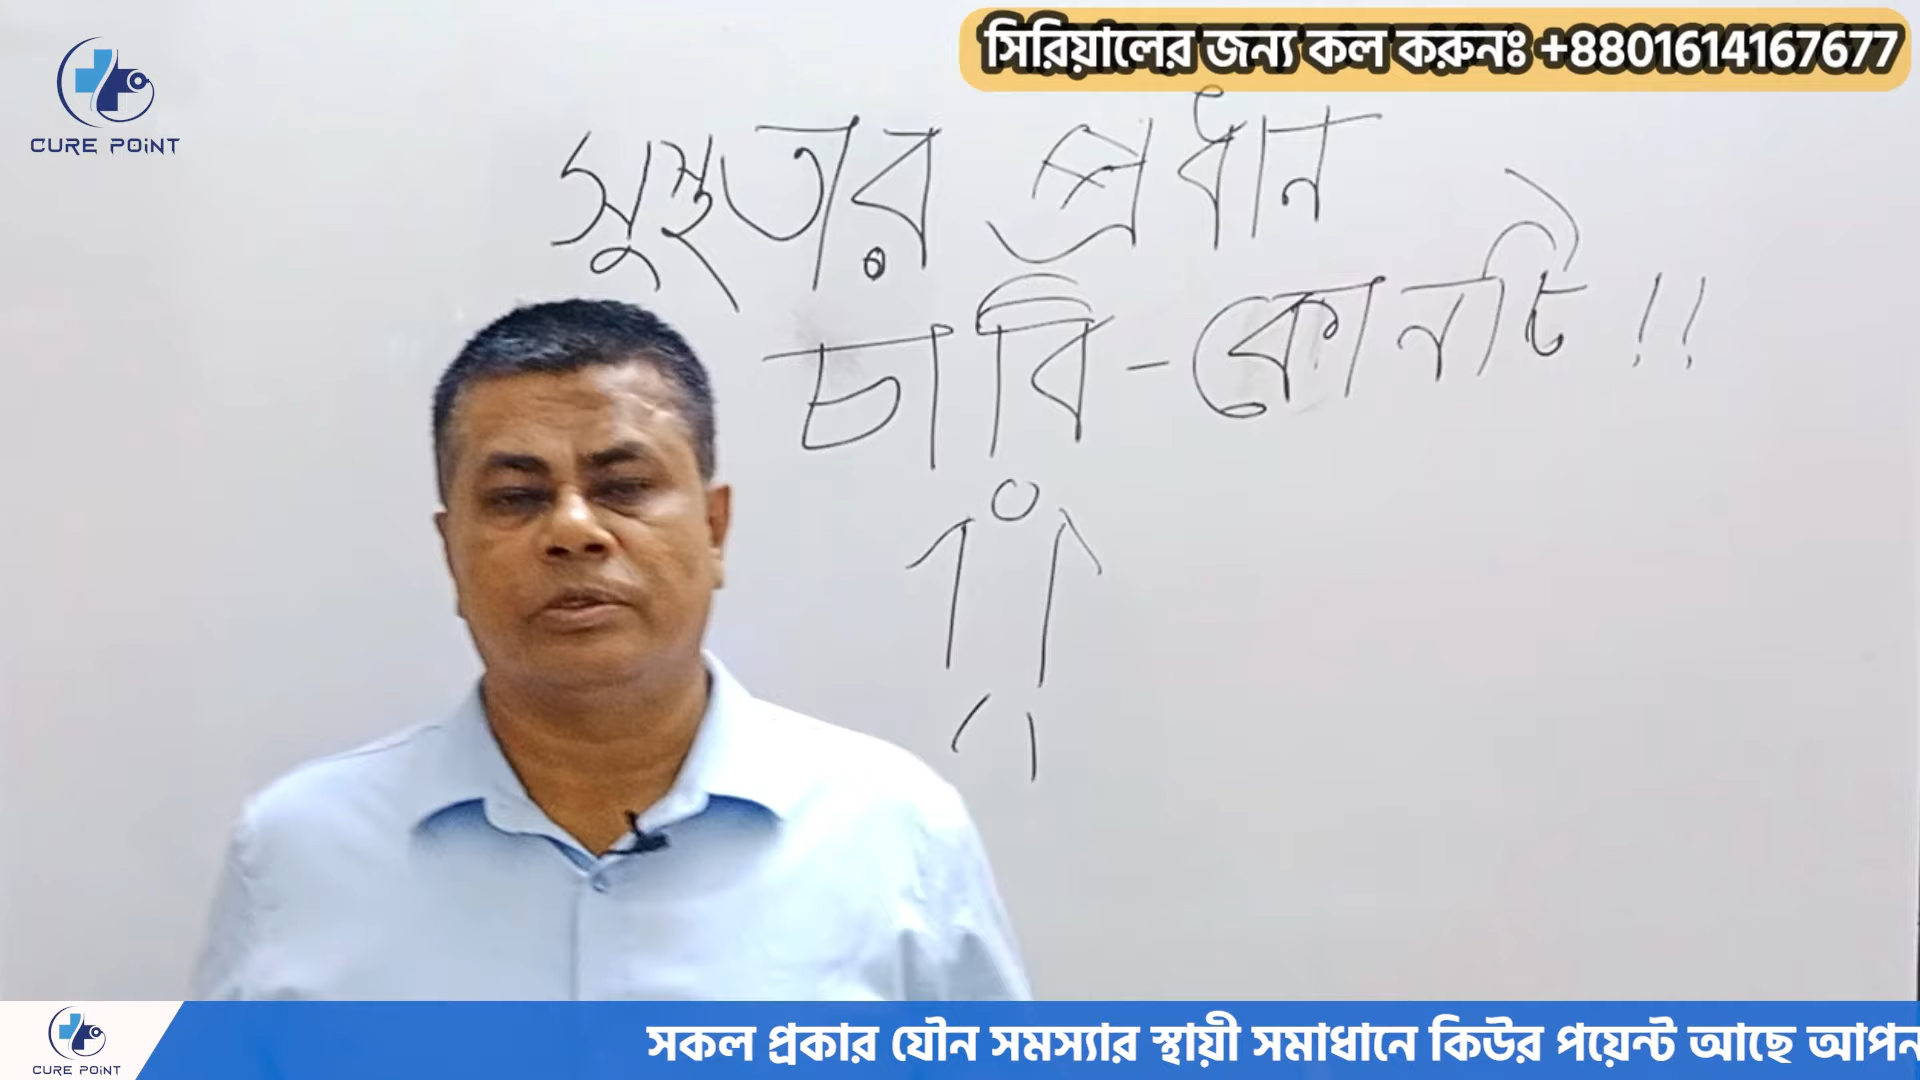 সিরিয়ালের জন্য কল করুনঃ +8801614167677
CURE POINT
সুস্থতার প্রধান
চাবি - কোনটি !!
সকল প্রকার যৌন সমস্যার স্থায়ী সমাধানে কিউর পয়েন্ট আছে আপন
CURE POINT